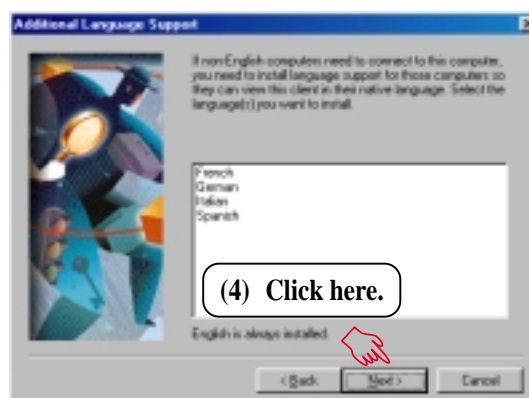 Additional Language Support
If non-English computers need to connect to this computer,
you need to install language support for those computers so
they can view this client in their native language. Select the
language(s) you want to install.
French
German
Italian
Spanish
(4) Click here.
English is always installed.
< Back
Next >
Cancel